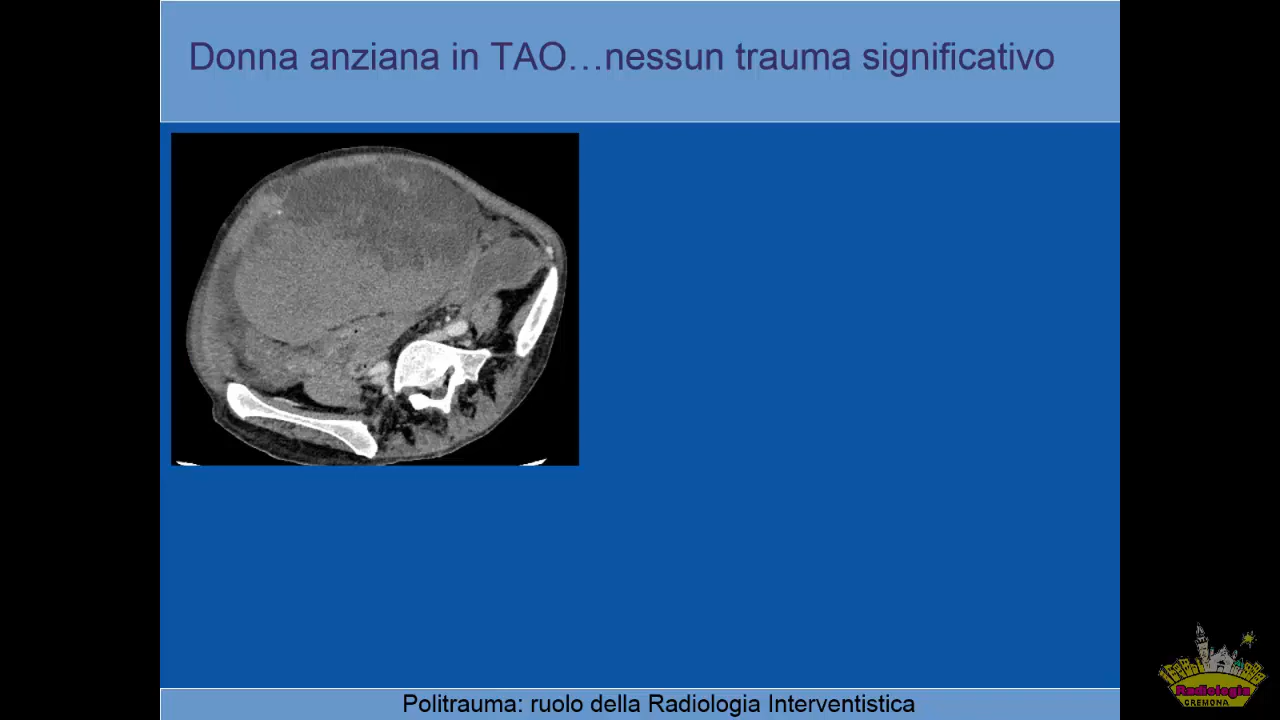 Donna anziana in TAO…nessun trauma significativo
Politrauma: ruolo della Radiologia Interventistica
Radiologia
CREMONA